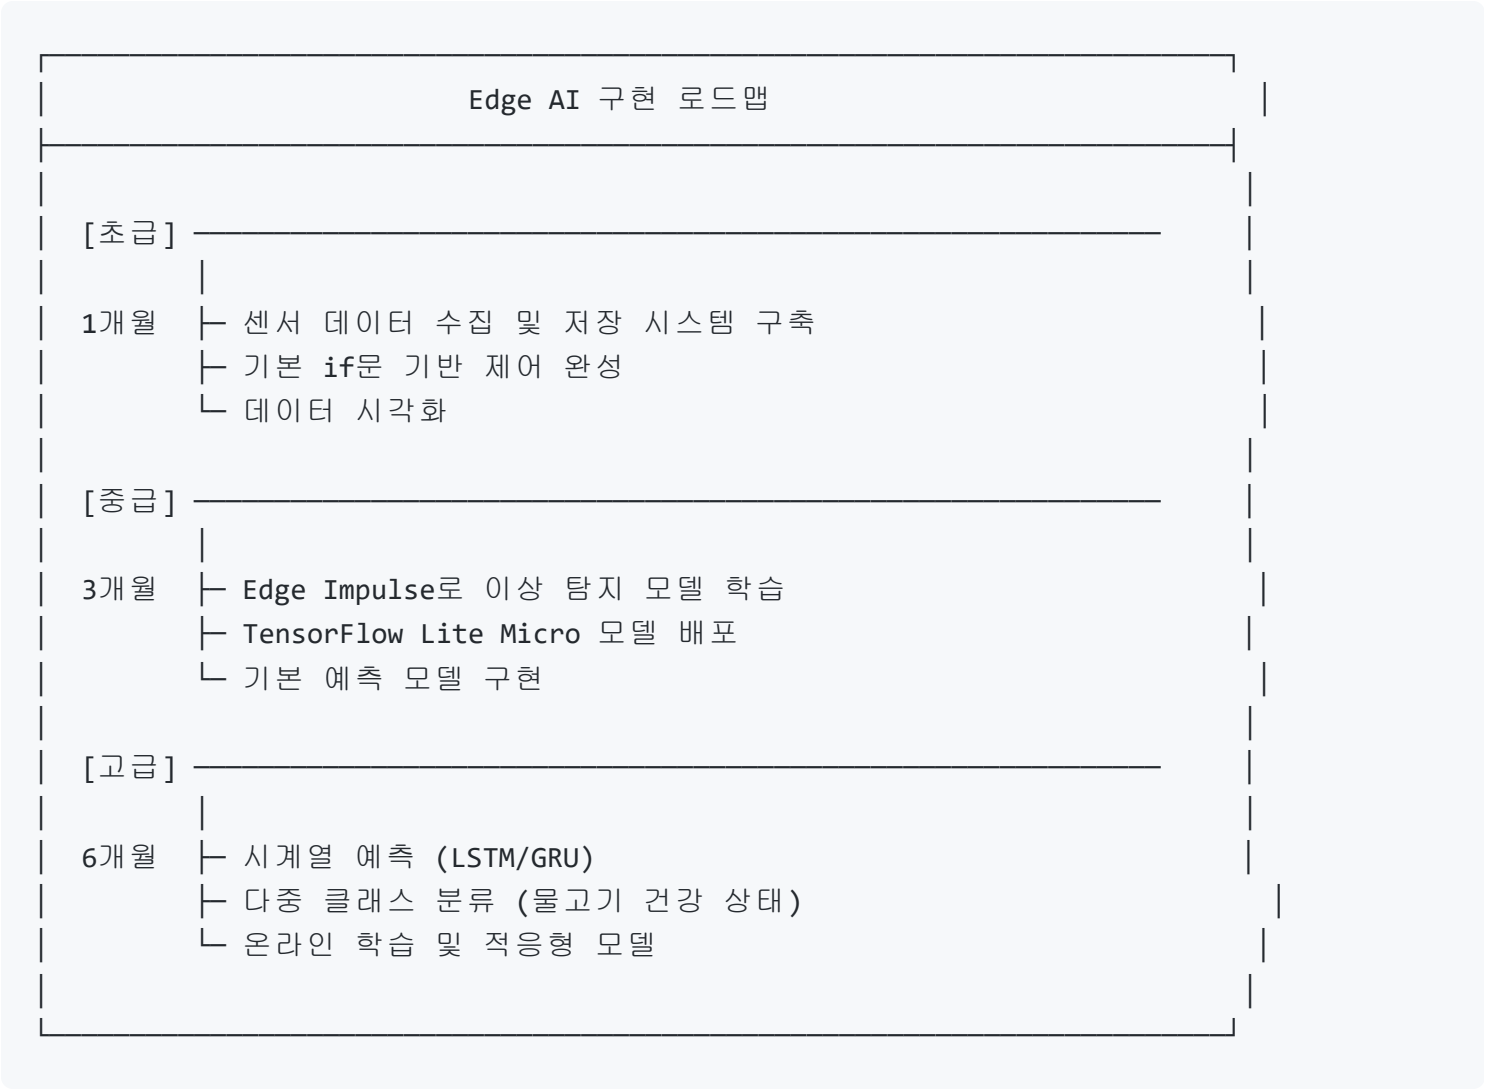 Edge AI 구현 로드맵
[초급]
1개월 ├─ 센서 데이터 수집 및 저장 시스템 구축
├─ 기본 if문 기반 제어 완성
└─ 데이터 시각화
[중급]
3개월 ├─ Edge Impulse로 이상 탐지 모델 학습
├─ TensorFlow Lite Micro 모델 배포
└─ 기본 예측 모델 구현
[고급]
6개월 ├─ 시계열 예측 (LSTM/GRU)
├─ 다중 클래스 분류 (물고기 건강 상태)
└─ 온라인 학습 및 적응형 모델